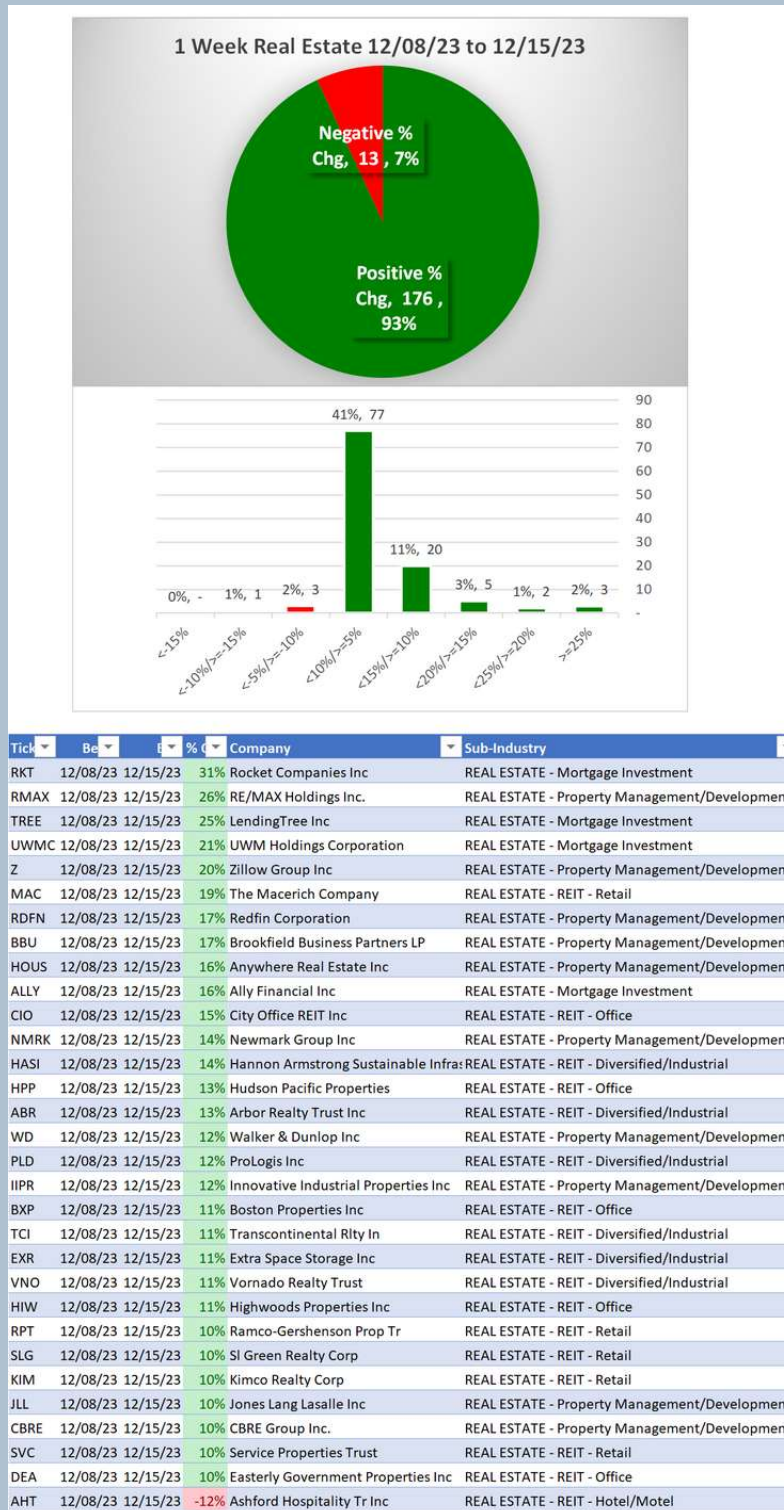 1 Week Real Estate 12/08/23 to 12/15/23
Negative %
Chg, 13 , 7%
Positive %
Chg, 176 ,
93%
90
80
70
60
50
40
30
20
10
-
0%, - 1%, 1 2%, 3 41%, 77 11%, 20 3%, 5 1%, 2 2%, 3
<-15% <-10%/>=-15% <-5%/>=-10% <10%/>=5% <15%/>=10% <20%/>=15% <25%/>=20% >=25%
Tick Be E % C Company Sub-Industry
RKT 12/08/23 12/15/23 31% Rocket Companies Inc REAL ESTATE - Mortgage Investment
RMAX 12/08/23 12/15/23 26% RE/MAX Holdings Inc. REAL ESTATE - Property Management/Developmen
TREE 12/08/23 12/15/23 25% LendingTree Inc REAL ESTATE - Mortgage Investment
UWMC 12/08/23 12/15/23 21% UWM Holdings Corporation REAL ESTATE - Mortgage Investment
Z 12/08/23 12/15/23 20% Zillow Group Inc REAL ESTATE - Property Management/Developmen
MAC 12/08/23 12/15/23 19% The Macerich Company REAL ESTATE - REIT - Retail
RDFN 12/08/23 12/15/23 17% Redfin Corporation REAL ESTATE - Property Management/Developmen
BBU 12/08/23 12/15/23 17% Brookfield Business Partners LP REAL ESTATE - Property Management/Developmen
HOUS 12/08/23 12/15/23 16% Anywhere Real Estate Inc REAL ESTATE - Property Management/Developmen
ALLY 12/08/23 12/15/23 16% Ally Financial Inc REAL ESTATE - Mortgage Investment
CIO 12/08/23 12/15/23 15% City Office REIT Inc REAL ESTATE - REIT - Office
NMRK 12/08/23 12/15/23 14% Newmark Group Inc REAL ESTATE - Property Management/Developmen
HASI 12/08/23 12/15/23 14% Hannon Armstrong Sustainable Infras REAL ESTATE - REIT - Diversified/Industrial
HPP 12/08/23 12/15/23 13% Hudson Pacific Properties REAL ESTATE - REIT - Office
ABR 12/08/23 12/15/23 13% Arbor Realty Trust Inc REAL ESTATE - REIT - Diversified/Industrial
WD 12/08/23 12/15/23 12% Walker & Dunlop Inc REAL ESTATE - Property Management/Developmen
PLD 12/08/23 12/15/23 12% ProLogis Inc REAL ESTATE - REIT - Diversified/Industrial
IIPR 12/08/23 12/15/23 12% Innovative Industrial Properties Inc REAL ESTATE - Property Management/Developmen
BXP 12/08/23 12/15/23 11% Boston Properties Inc REAL ESTATE - REIT - Office
TCI 12/08/23 12/15/23 11% Transcontinental Rlty In REAL ESTATE - REIT - Diversified/Industrial
EXR 12/08/23 12/15/23 11% Extra Space Storage Inc REAL ESTATE - REIT - Diversified/Industrial
VNO 12/08/23 12/15/23 11% Vornado Realty Trust REAL ESTATE - REIT - Diversified/Industrial
HIW 12/08/23 12/15/23 11% Highwoods Properties Inc REAL ESTATE - REIT - Office
RPT 12/08/23 12/15/23 10% Ramco-Gershenson Prop Tr REAL ESTATE - REIT - Retail
SLG 12/08/23 12/15/23 10% Sl Green Realty Corp REAL ESTATE - REIT - Retail
KIM 12/08/23 12/15/23 10% Kimco Realty Corp REAL ESTATE - REIT - Retail
JLL 12/08/23 12/15/23 10% Jones Lang Lasalle Inc REAL ESTATE - Property Management/Developmen
CBRE 12/08/23 12/15/23 10% CBRE Group Inc. REAL ESTATE - Property Management/Developmen
SVC 12/08/23 12/15/23 10% Service Properties Trust REAL ESTATE - REIT - Retail
DEA 12/08/23 12/15/23 10% Easterly Government Properties Inc REAL ESTATE - REIT - Office
AHT 12/08/23 12/15/23 -12% Ashford Hospitality Tr Inc REAL ESTATE - REIT - Hotel/Motel